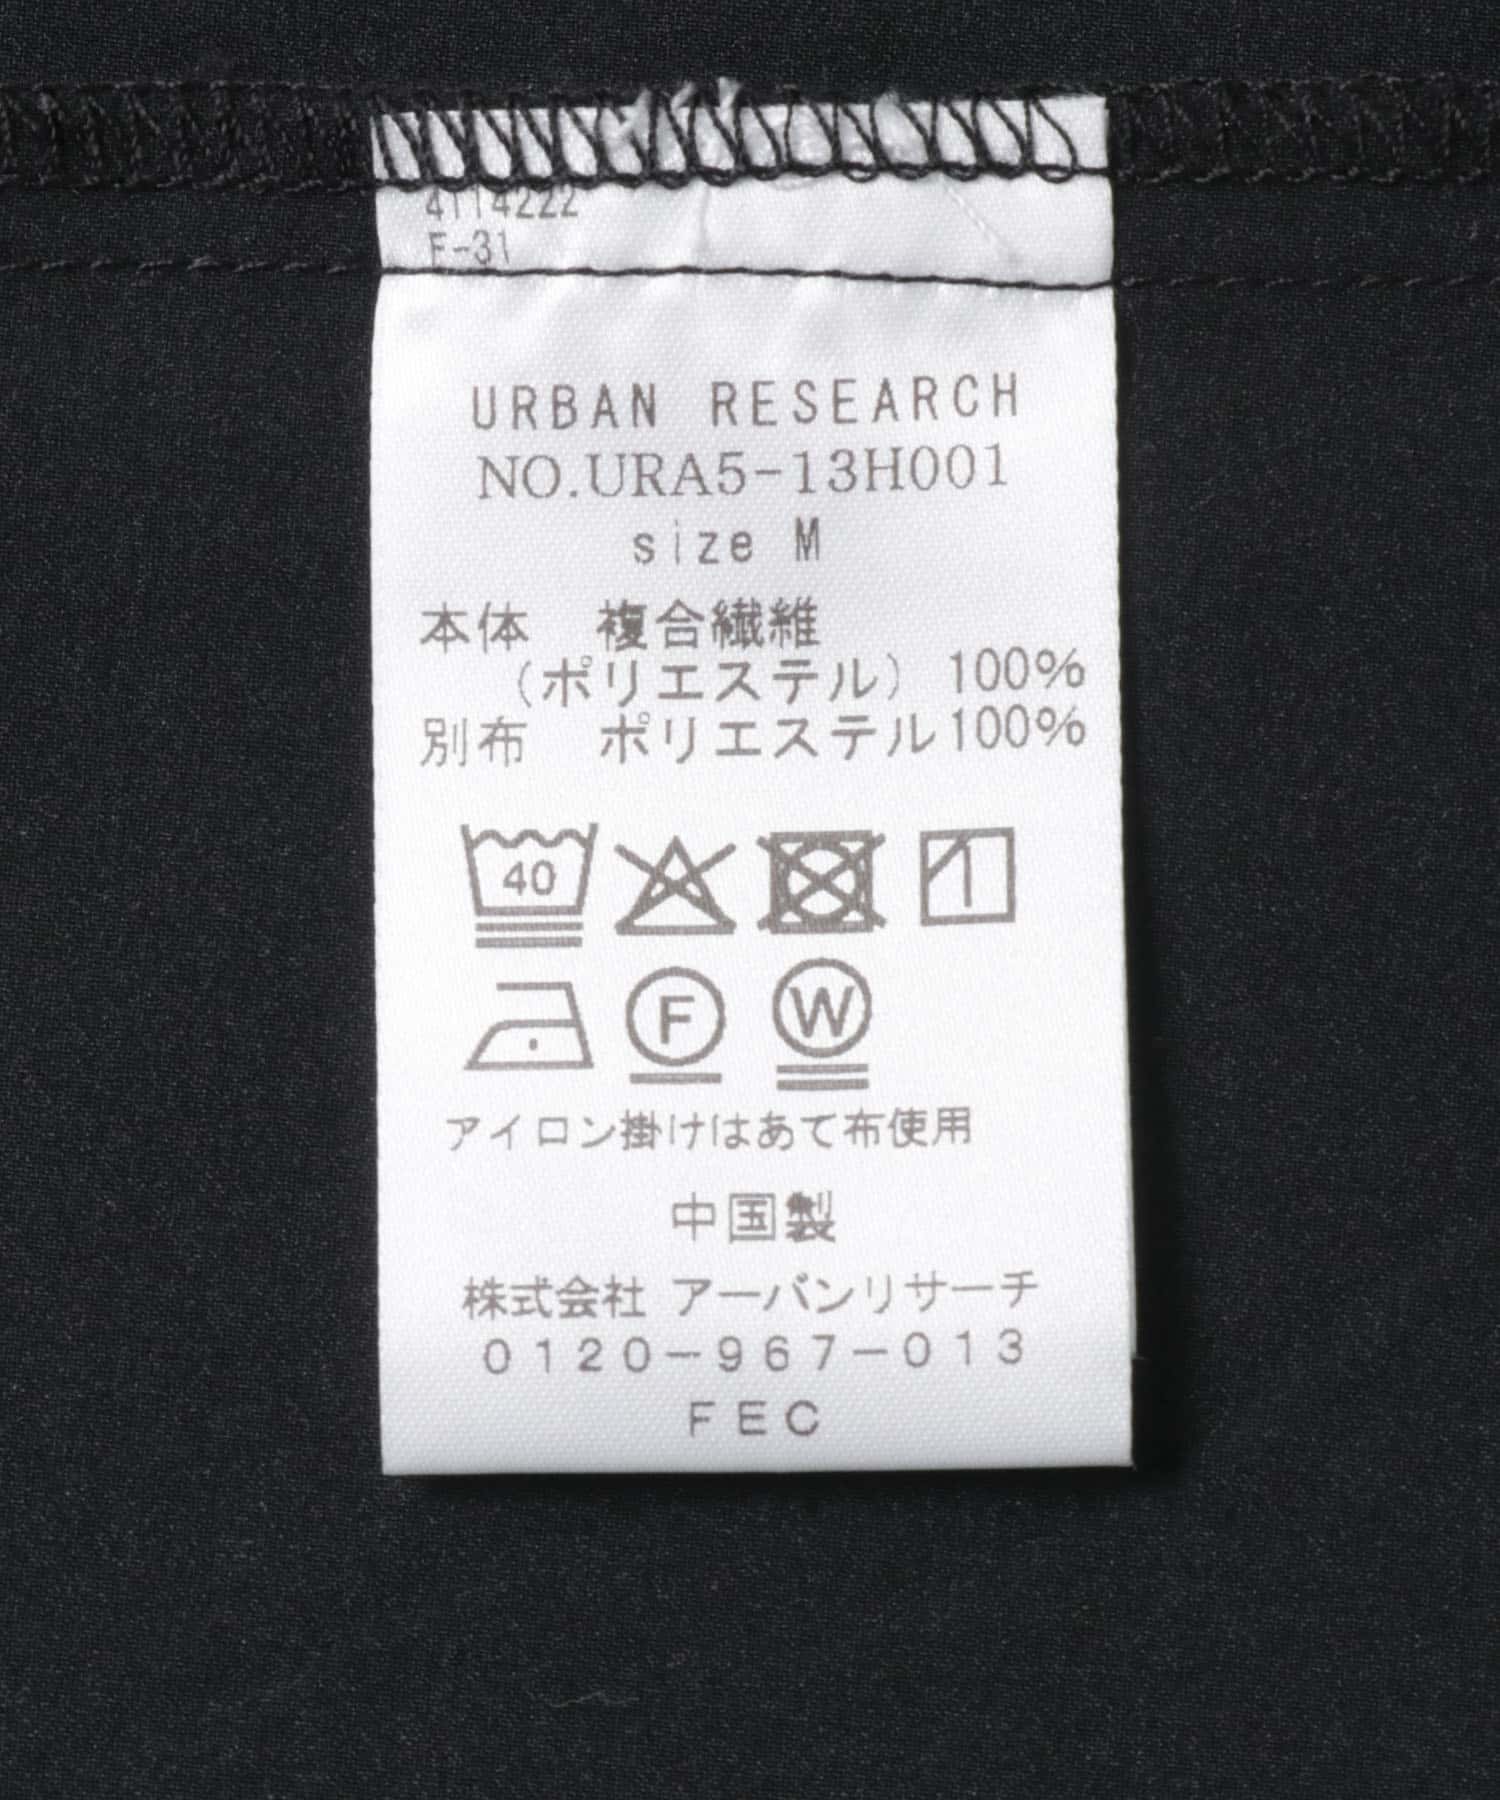 4114222
F-31
URBAN RESEARCH
NO.URA5-13H001
size M
本体 複合繊維
(ポリエステル) 100%
別布 ポリエステル100%
40
F W
アイロン掛けはあて布使用
中国製
株式会社 アーバンリサーチ
0120-967-013
FEC